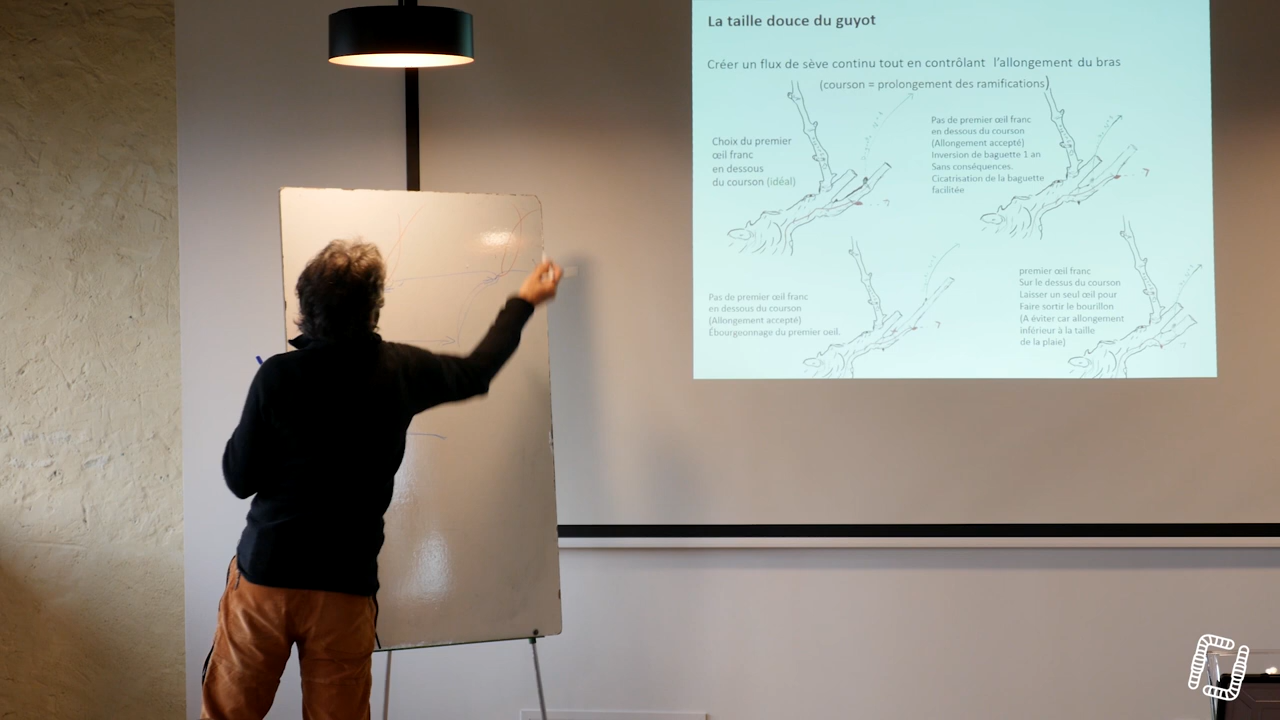 La taille douce du guyot
Créer un flux de sève continu tout en contrôlant l'allongement du bras
(courson = prolongement des ramifications)
Choix du premier
œil franc
en dessous
du courson (idéal)
Pas de premier œil franc
en dessous du courson
(Allongement accepté)
Inversion de baguette 1 an
Sans conséquences.
Cicatrisation de la baguette
facilitée
Pas de premier œil franc
en dessous du courson
(Allongement accepté)
Ébourgeonnage du premier oeil.
premier œil franc
Sur le dessus du courson
Laisser un seul œil pour
Faire sortir le bourillon
(A éviter car allongement
inférieur à la taille
de la plaie)